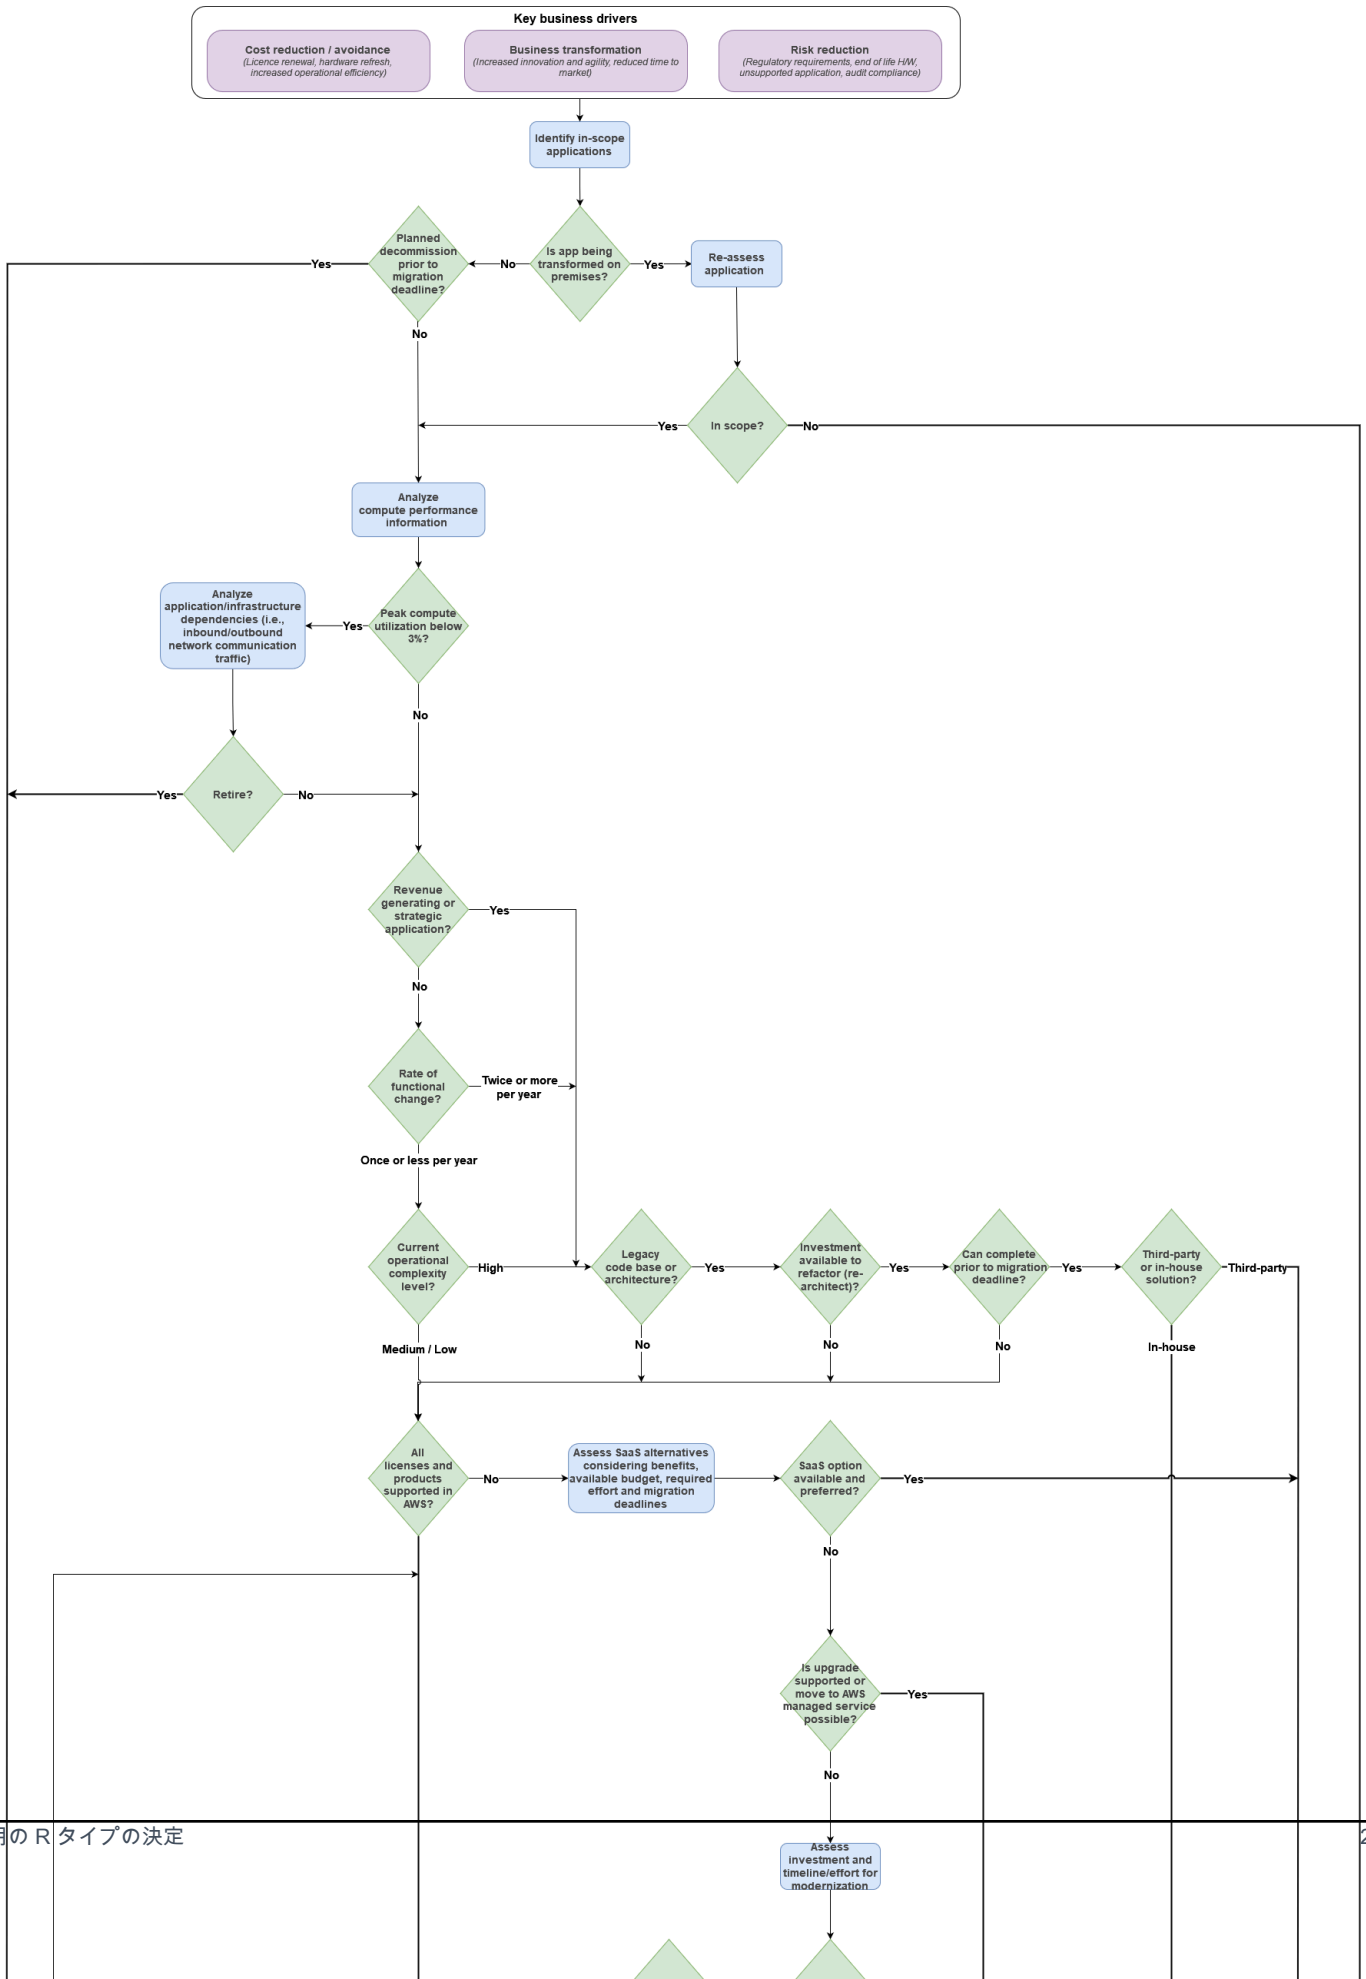 Key business drivers
Cost reduction / avoidance
(Licence renewal, hardware refresh,
increased operational efficiency)
Business transformation
(Increased innovation and agility, reduced time to
market)
Risk reduction
(Regulatory requirements, end of life H/W,
unsupported application, audit compliance)
Identify in-scope
applications
Planned
decommission
prior to
migration
deadline?
Is app being
transformed on
premises?
Re-assess
application
Yes
No
Yes
No
In scope?
Yes
No
Analyze
compute performance
information
Analyze
application/infrastructure
dependencies (i.e.,
inbound/outbound
network communication
traffic)
Yes
Peak compute
utilization below
3%?
No
Yes
Retire?
No
Revenue
generating or
strategic
application?
Yes
No
Rate of
functional
change?
Twice or more
per year
Once or less per year
Current
operational
complexity
level?
High
Legacy
code base or
architecture?
Yes
Investment
available to
refactor (re-
architect)?
Yes
Can complete
prior to migration
deadline?
Yes
Third-party
or in-house
solution?
Third-party
Medium / Low
No
No
No
In-house
All
licenses and
products
supported in
AWS?
No
Assess SaaS alternatives
considering benefits,
available budget, required
effort and migration
deadlines
SaaS option
available and
preferred?
Yes
No
Is upgrade
supported or
move to AWS
managed service
possible?
Yes
No
の R タイプの決定
Assess
investment and
timeline/effort for
modernization